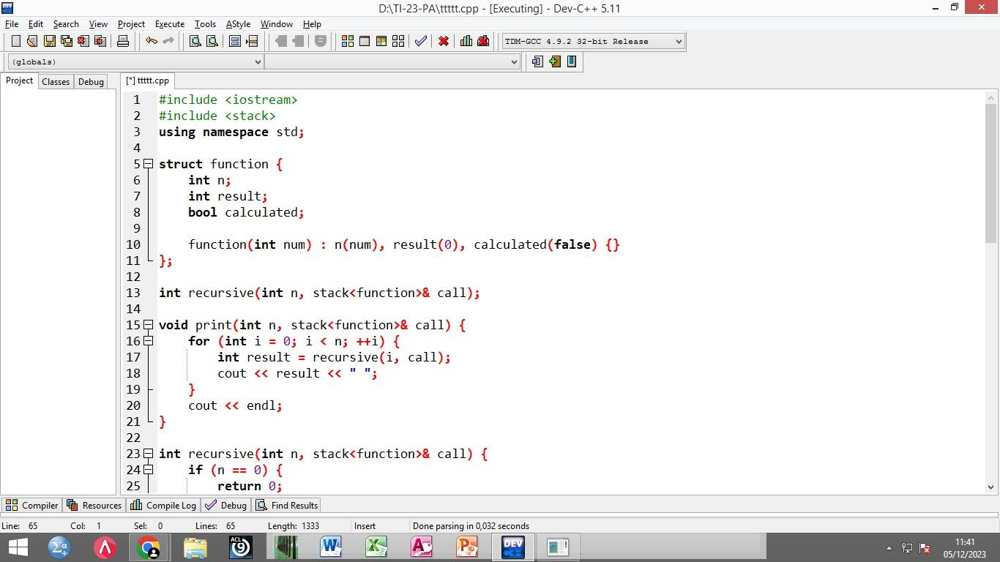 D:\TI-23-PA\ttttt.cpp - [Executing] - Dev-C++ 5.11
File Edit Search View Project Execute Tools AStyle Window Help
TDM-GCC 4.9.2 32-bit Release
(globals)
Project Classes Debug [*] ttttt.cpp
1 #include <iostream>
2 #include <stack>
3 using namespace std;
4
5 struct function {
6     int n;
7     int result;
8     bool calculated;
9
10     function(int num) : n(num), result(0), calculated(false) {}
11 };
12
13 int recursive(int n, stack<function>& call);
14
15 void print(int n, stack<function>& call) {
16     for (int i = 0; i < n; ++i) {
17         int result = recursive(i, call);
18         cout << result << " ";
19     }
20     cout << endl;
21 }
22
23 int recursive(int n, stack<function>& call) {
24     if (n == 0) {
25         return 0;
Compiler Resources Compile Log Debug Find Results
Line: 65 Col: 1 Sel: 0 Lines: 65 Length: 1333 Insert Done parsing in 0,032 seconds
11:41
05/12/2023